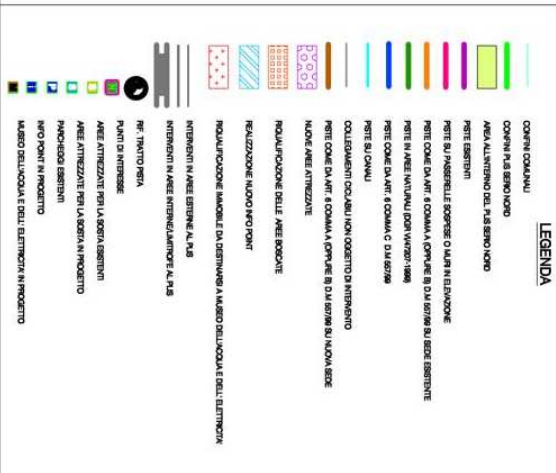 LEGENDA
CONFINI COMUNALI
CONFINI PLIS SERIO NORD
AREA ALL'INTERNO DEL PLIS SERIO NORD
PISTE ESISTENTI
PISTE SU PASSERELLE SOSPESE O MURI IN ELEVAZIONE
PISTE COME DA ART. 6 COMMA A (OPPURE B) D.M 557/99 SU SEDE ESISTENTE
PISTE IN AREE NATURALI (DGR VI/47207-1999)
PISTE COME DA ART. 6 COMMA C D.M 557/99
PISTE SU CANALI
COLLEGAMENTI CICLABILI NON OGGETTO DI INTERVENTO
PISTE COME DA ART. 6 COMMA A (OPPURE B) D.M 557/99 SU NUOVA SEDE
NUOVE AREE ATTREZZATE
RIQUALIFICAZIONE DELLE AREE BOSCATE
REALIZZAZIONE NUOVO INFO POINT
RIQUALIFICAZIONE IMMOBILE DA DESTINARSI A MUSEO DELL'ACQUA E DELL' ELETTRICITA'
INTERVENTI IN AREE ESTERNE AL PLIS
INTERVENTI IN AREE INTERNE/LIMITROFE AL PLIS
RIF. TRATTO PISTA
PUNTI DI INTERESSE
AREE ATTREZZATE PER LA SOSTA ESISTENTI
AREE ATTREZZATE PER LA SOSTA IN PROGETTO
PARCHEGGI ESISTENTI
INFO POINT IN PROGETTO
MUSEO DELL'ACQUA E DELL' ELETTRICITA' IN PROGETTO